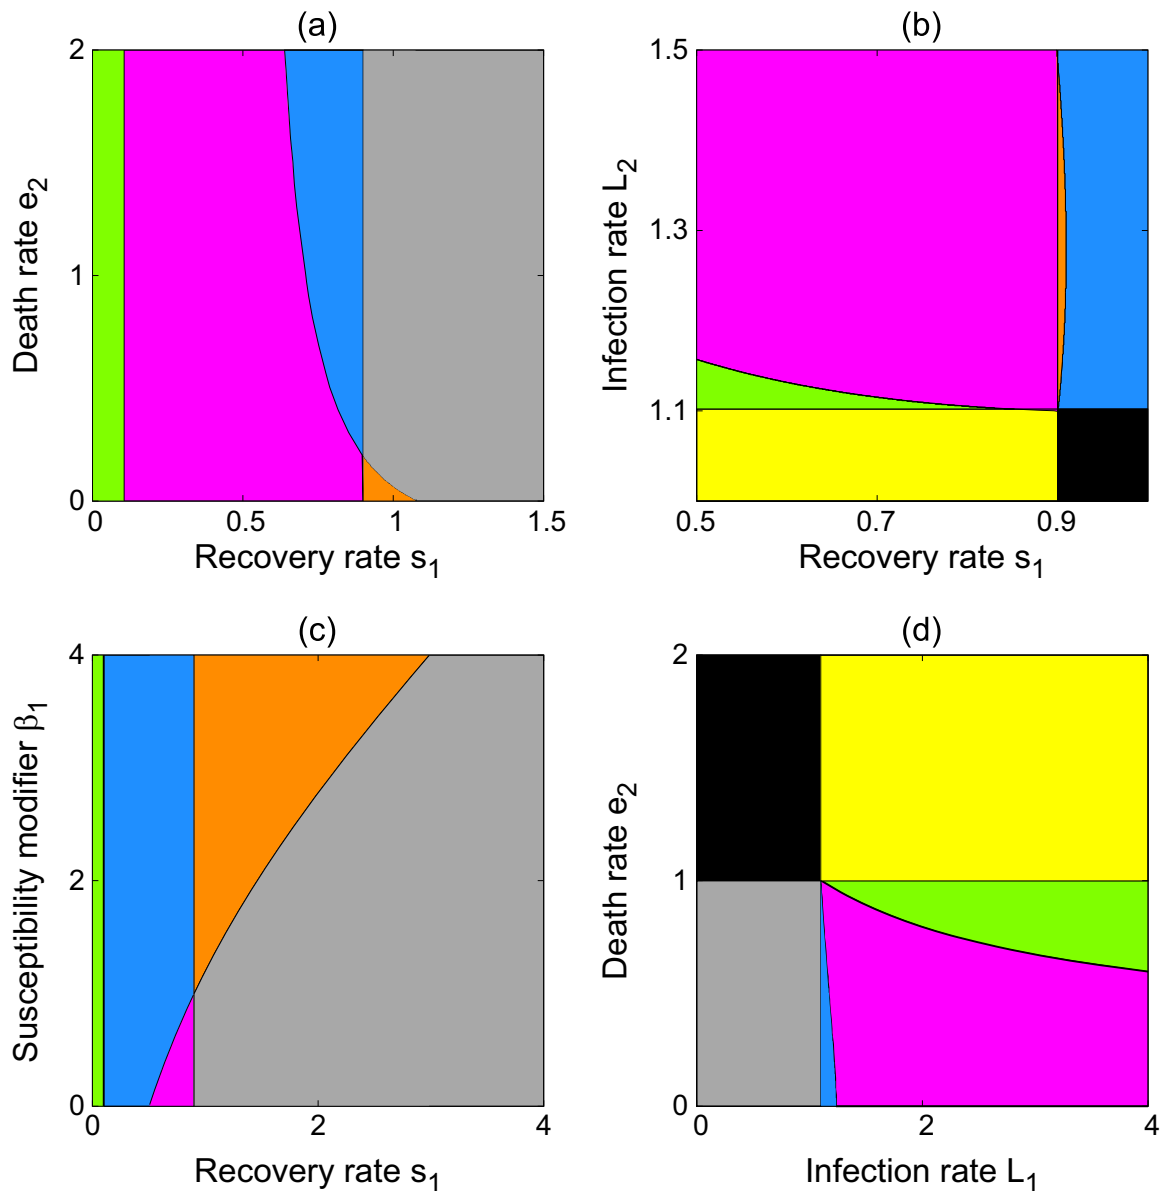 (a)
2
1
0
Death rate e2
0 0.5 1 1.5
Recovery rate s1
(b)
1.5
1.3
1.1
Infection rate L2
0.5 0.7 0.9
Recovery rate s1
(c)
4
2
0
Susceptibility modifier β1
0 2 4
Recovery rate s1
(d)
2
1
0
Death rate e2
0 2 4
Infection rate L1